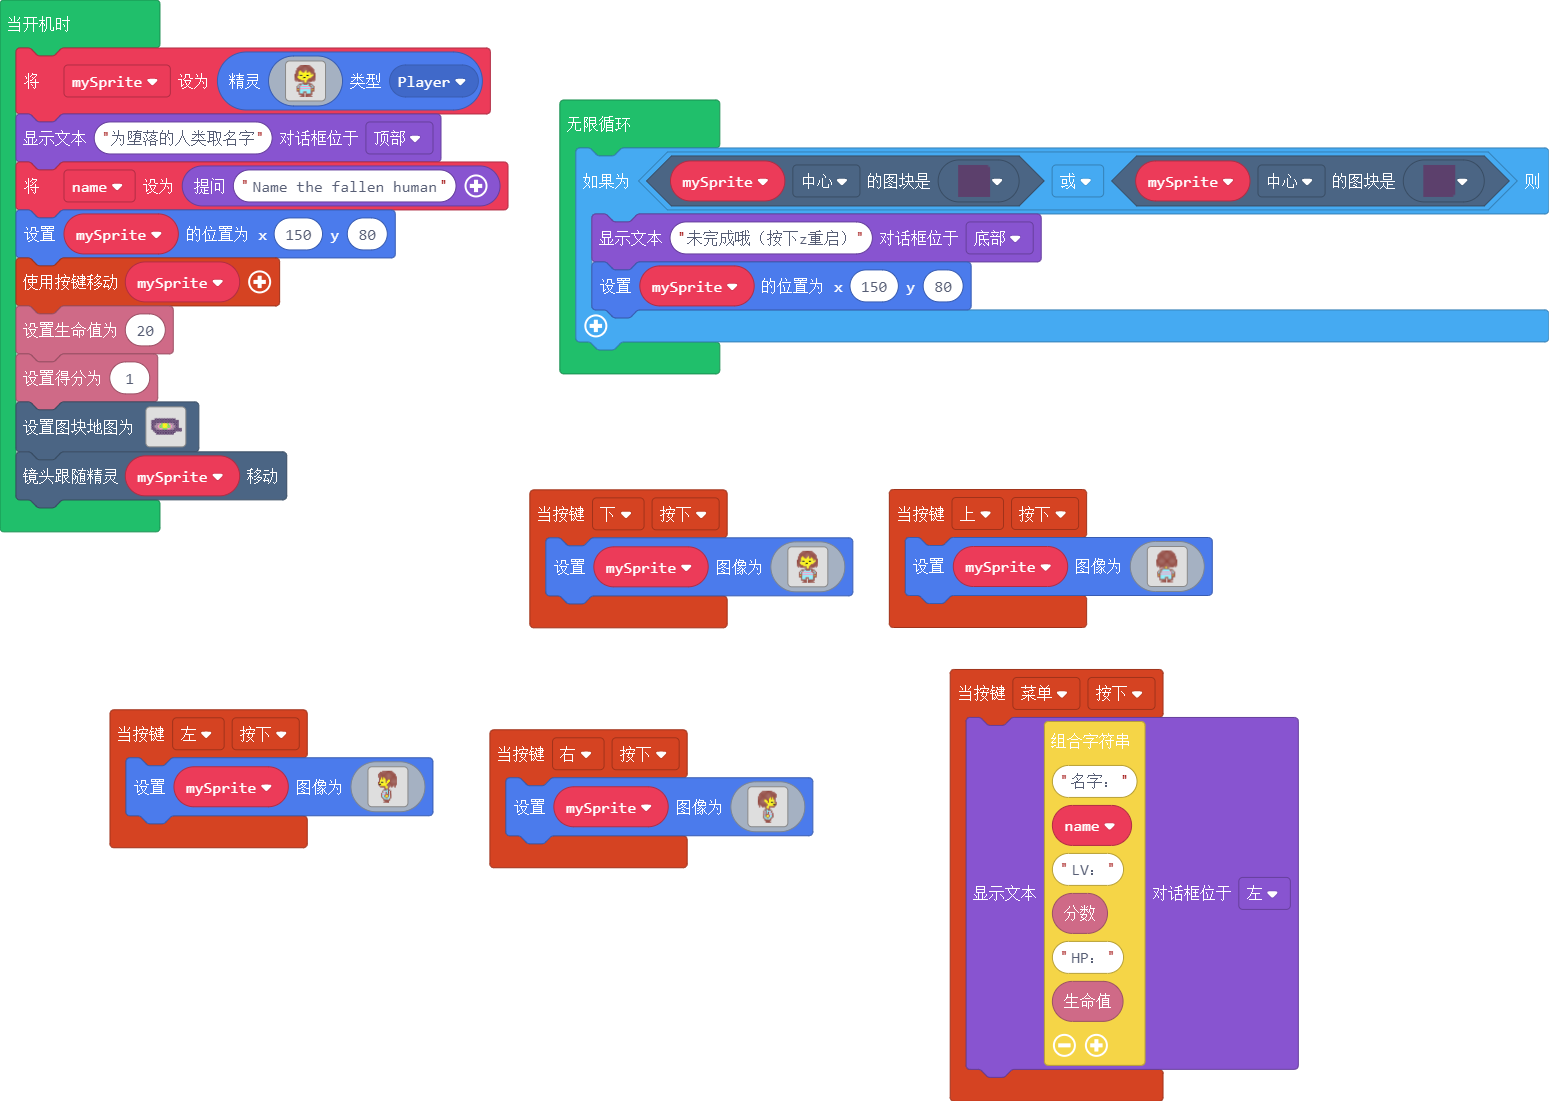 当开机时
将 mySprite 设为 精灵 类型 Player
显示文本 "为堕落的人类取名字" 对话框位于 顶部
将 name 设为 提问 "Name the fallen human"
设置 mySprite 的位置为 x 150 y 80
使用按键移动 mySprite
设置生命值为 20
设置得分为 1
设置图块地图为
镜头跟随精灵 mySprite 移动
无限循环
如果为 mySprite 中心 的图块是 或 mySprite 中心 的图块是 则
显示文本 "未完成哦（按下z重启）" 对话框位于 底部
设置 mySprite 的位置为 x 150 y 80
当按键 下 按下
设置 mySprite 图像为
当按键 上 按下
设置 mySprite 图像为
当按键 左 按下
设置 mySprite 图像为
当按键 右 按下
设置 mySprite 图像为
当按键 菜单 按下
组合字符串
"名字："
name
"LV："
显示文本 分数 对话框位于 左
"HP："
生命值